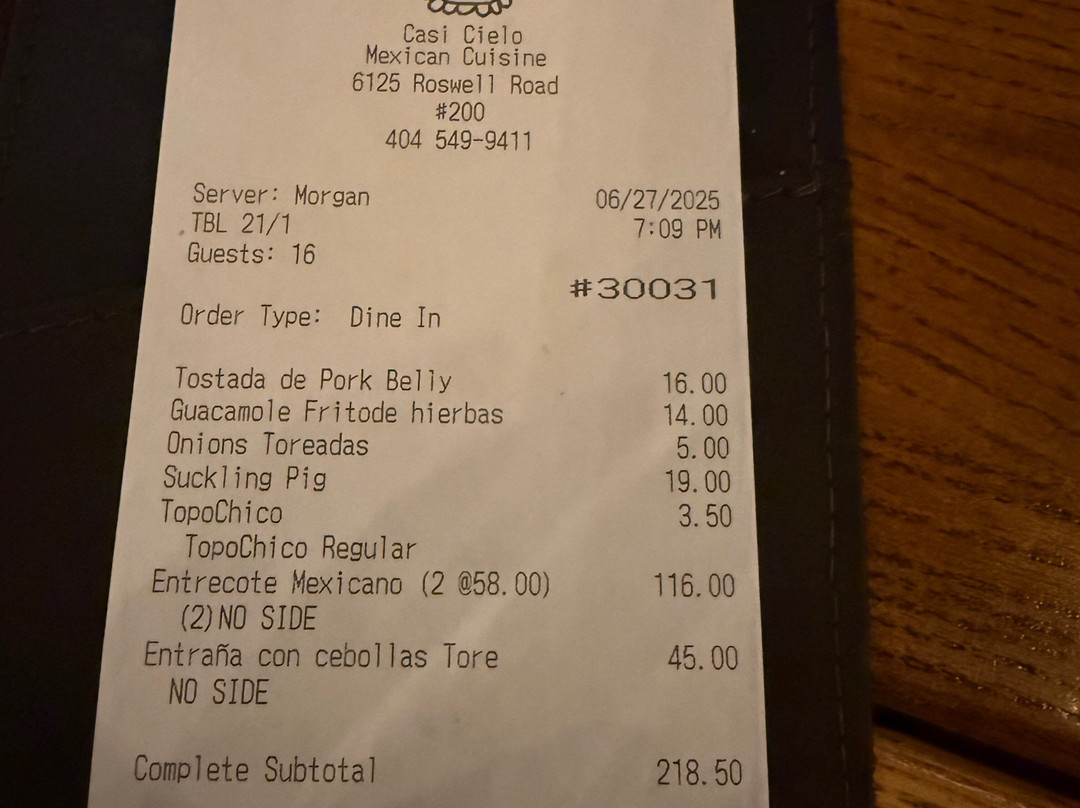 Casi Cielo
Mexican Cuisine
6125 Roswell Road
#200
404 549-9411
Server: Morgan 06/27/2025
TBL 21/1 7:09 PM
Guests: 16
#30031
Order Type: Dine In
Tostada de Pork Belly 16.00
Guacamole Fritode hierbas 14.00
Onions Toreadas 5.00
Suckling Pig 19.00
TopoChico 3.50
TopoChico Regular
Entrecote Mexicano (2 @58.00) 116.00
(2)NO SIDE
Entraña con cebollas Tore 45.00
NO SIDE
Complete Subtotal 218.50